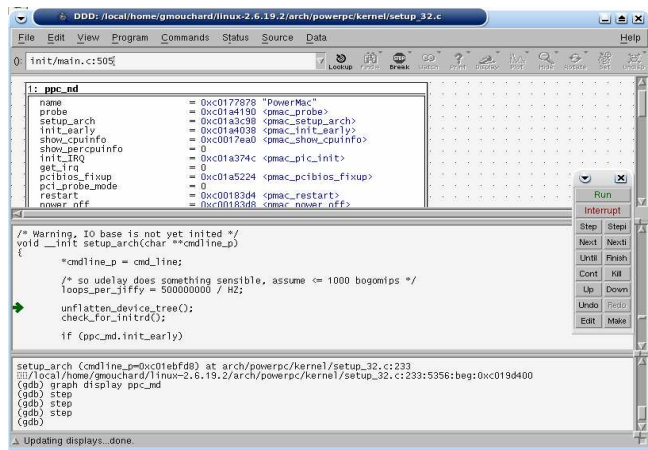 DDD: /local/home/gmouchard/linux-2.6.19.2/arch/powerpc/kernel/setup_32.c
File Edit View Program Commands Status Source Data Help
0: init/main.c:505
Lookup Break Print Display Plot Hide Rotate Set Undisp
1: ppc_md
name = 0xc0177878 "PowerMac"
probe = 0xc01a4190 <pmac_probe>
setup_arch = 0xc01a3c98 <pmac_setup_arch>
init_early = 0xc01a4038 <pmac_init_early>
show_cpuinfo = 0xc0017ea0 <pmac_show_cpuinfo>
show_percpuinfo = 0
init_IRQ = 0xc01a374c <pmac_pic_init>
get_irq = 0
pcibios_fixup = 0xc01a5224 <pmac_pcibios_fixup>
pci_probe_mode = 0
restart = 0xc00183d4 <pmac_restart>
power_off = 0xc00183d8 <pmac_power_off>
Run
Interrupt
Step Stepi
Next Nexti
Until Finish
Cont Kill
Up Down
Undo Redo
Edit Make
/* Warning, IO base is not yet inited */
void __init setup_arch(char **cmdline_p)
{
*cmdline_p = cmd_line;
/* so udelay does something sensible, assume <= 1000 bogomips */
loops_per_jiffy = 500000000 / HZ;
unflatten_device_tree();
check_for_initrd();
if (ppc_md.init_early)
setup_arch (cmdline_p=0xc01ebfd8) at arch/powerpc/kernel/setup_32.c:233
/local/home/gmouchard/linux-2.6.19.2/arch/powerpc/kernel/setup_32.c:233:5356:beg:0xc019d400
(gdb) graph display ppc_md
(gdb) step
(gdb) step
(gdb) step
(gdb)
Updating displays...done.